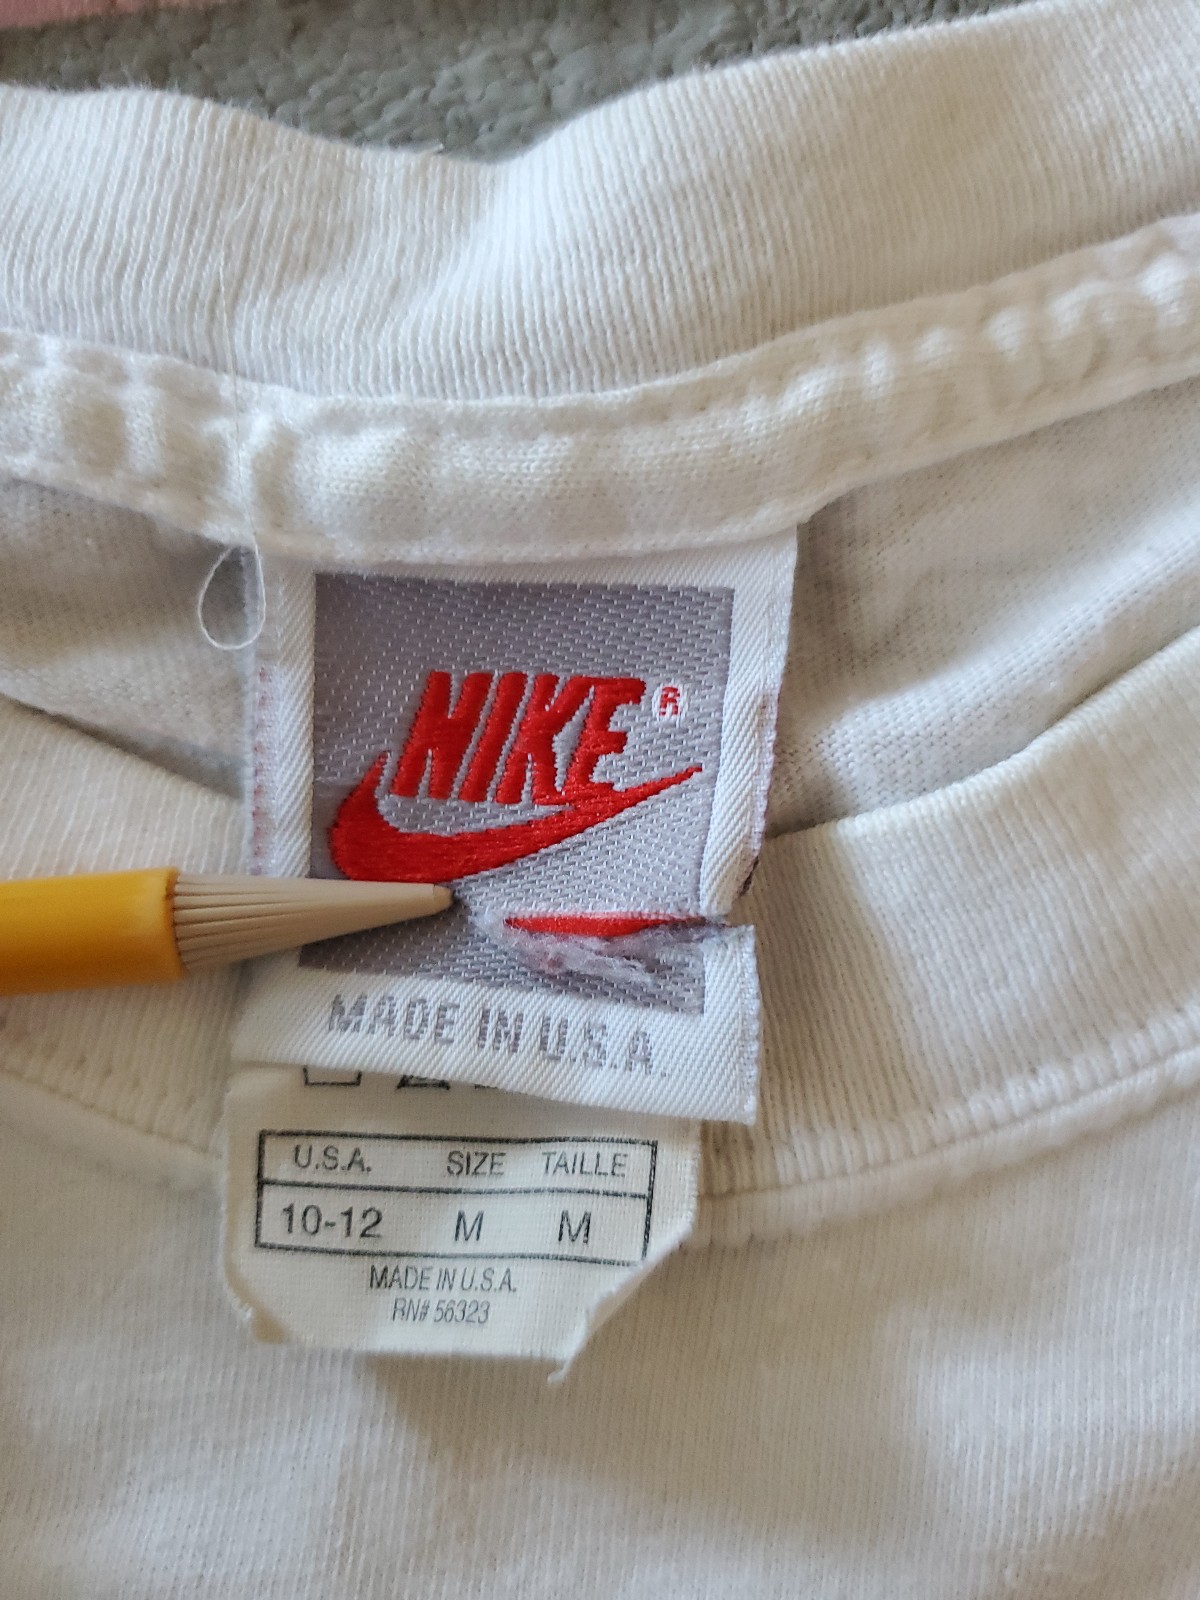 NIKE®
MADE IN U.S.A.
U.S.A. SIZE TAILLE
10-12 M M
MADE IN U.S.A.
RN# 56323